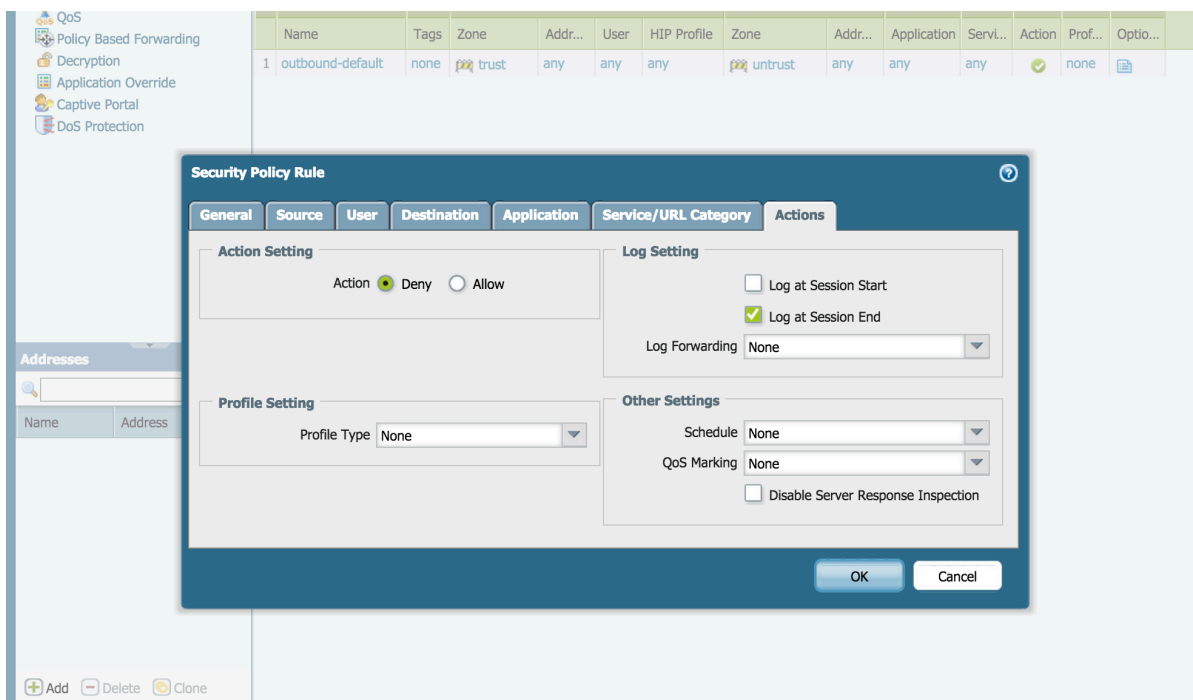 QoS
Policy Based Forwarding
Decryption
Application Override
Captive Portal
DoS Protection
Name Tags Zone Addr... User HIP Profile Zone Addr... Application Servi... Action Prof... Optio...
1 outbound-default none trust any any any untrust any any any none
Security Policy Rule
General Source User Destination Application Service/URL Category Actions
Action Setting
Action Deny Allow
Log Setting
Log at Session Start
Log at Session End
Log Forwarding None
Profile Setting
Profile Type None
Other Settings
Schedule None
QoS Marking None
Disable Server Response Inspection
OK Cancel
Addresses
Name Address
Add Delete Clone